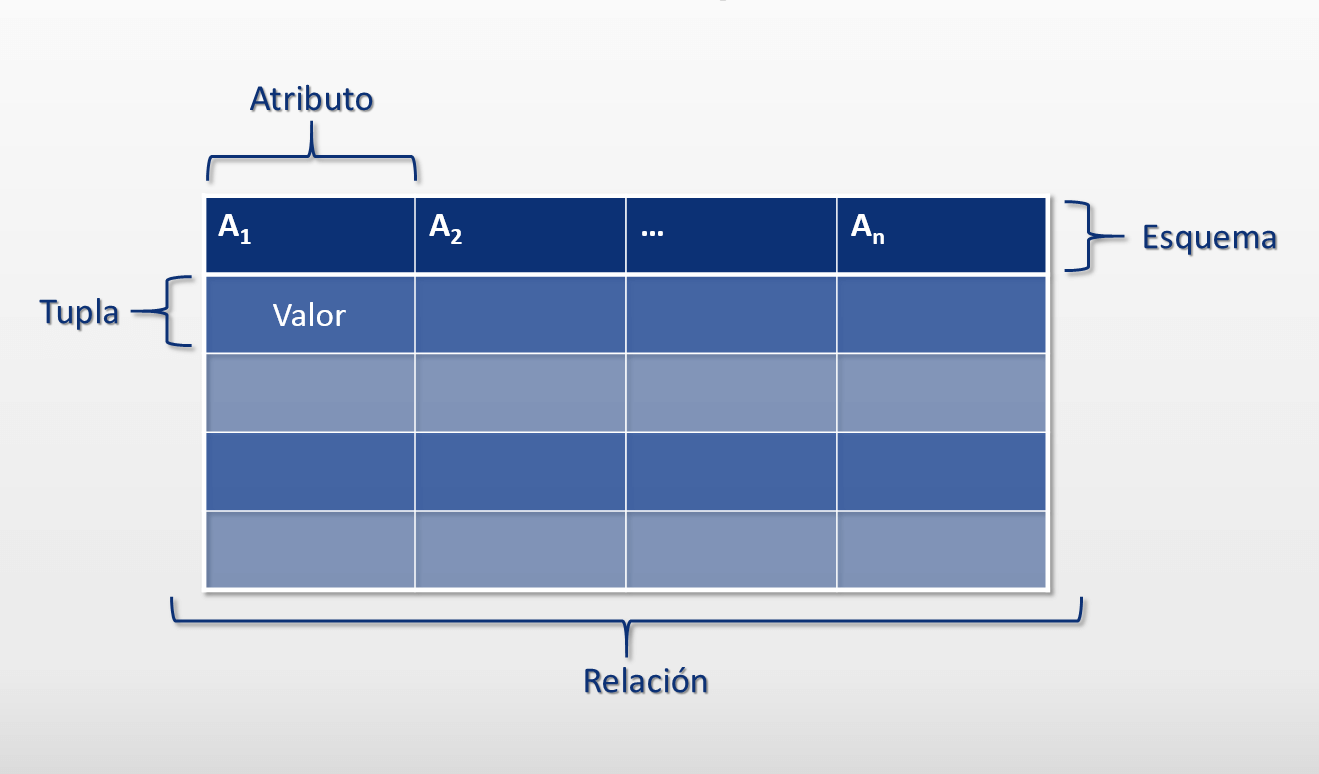 Atributo
A₁ A₂ ... Aₙ
Esquema
Tupla
Valor
Relación